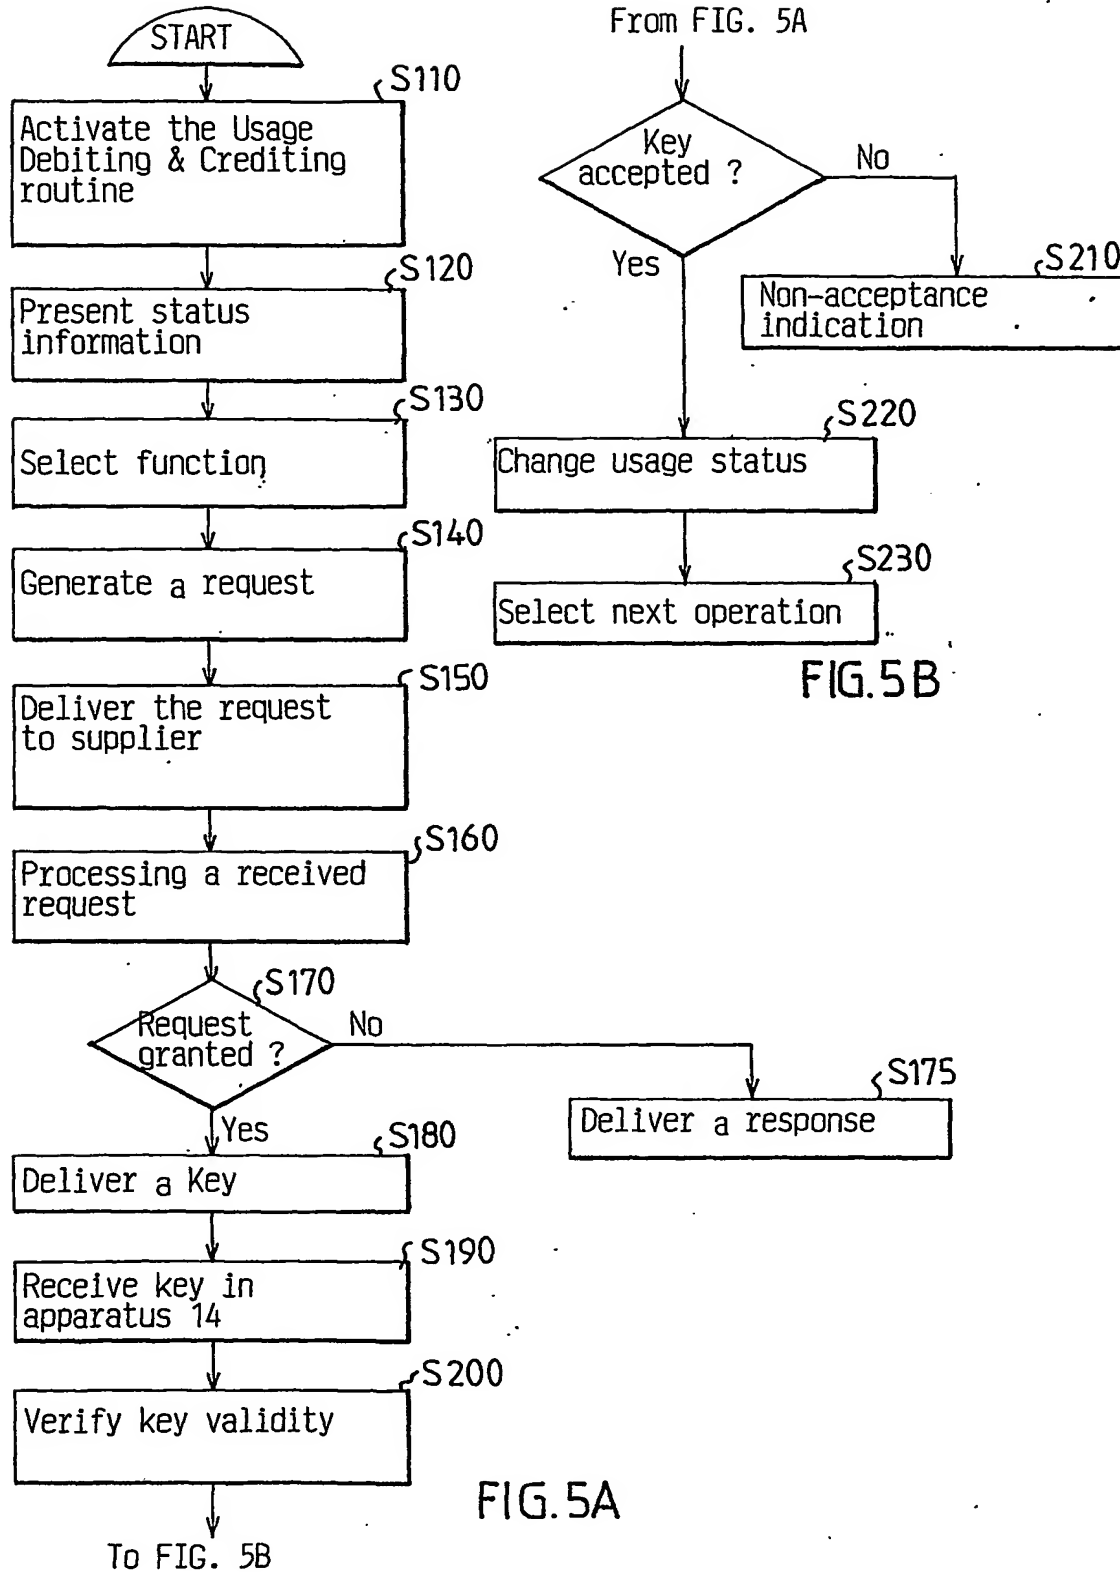 START
S110
Activate the Usage
Debiting & Crediting
routine
S120
Present status
information
S130
Select function
S140
Generate a request
S150
Deliver the request
to supplier
S160
Processing a received
request
S170
Request
granted ?
No
S175
Deliver a response
Yes
S180
Deliver a Key
S190
Receive key in
apparatus 14
S200
Verify key validity
To FIG. 5B
FIG.5A
From FIG. 5A
Key
accepted ?
No
Yes
S210
Non-acceptance
indication
S220
Change usage status
S230
Select next operation
FIG.5B